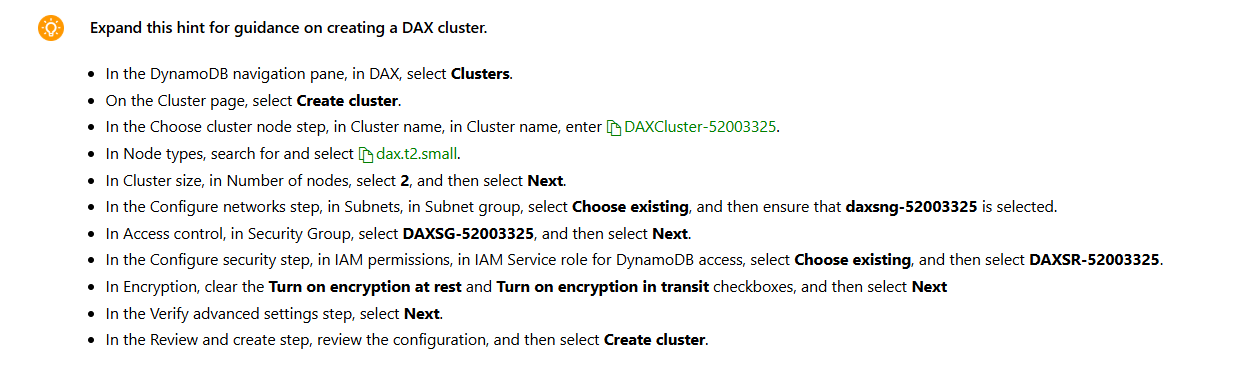 Expand this hint for guidance on creating a DAX cluster.
In the DynamoDB navigation pane, in DAX, select Clusters.
On the Cluster page, select Create cluster.
In the Choose cluster node step, in Cluster name, in Cluster name, enter DAXCluster-52003325.
In Node types, search for and select dax.t2.small.
In Cluster size, in Number of nodes, select 2, and then select Next.
In the Configure networks step, in Subnets, in Subnet group, select Choose existing, and then ensure that daxsng-52003325 is selected.
In Access control, in Security Group, select DAXSG-52003325, and then select Next.
In the Configure security step, in IAM permissions, in IAM Service role for DynamoDB access, select Choose existing, and then select DAXSR-52003325.
In Encryption, clear the Turn on encryption at rest and Turn on encryption in transit checkboxes, and then select Next
In the Verify advanced settings step, select Next.
In the Review and create step, review the configuration, and then select Create cluster.